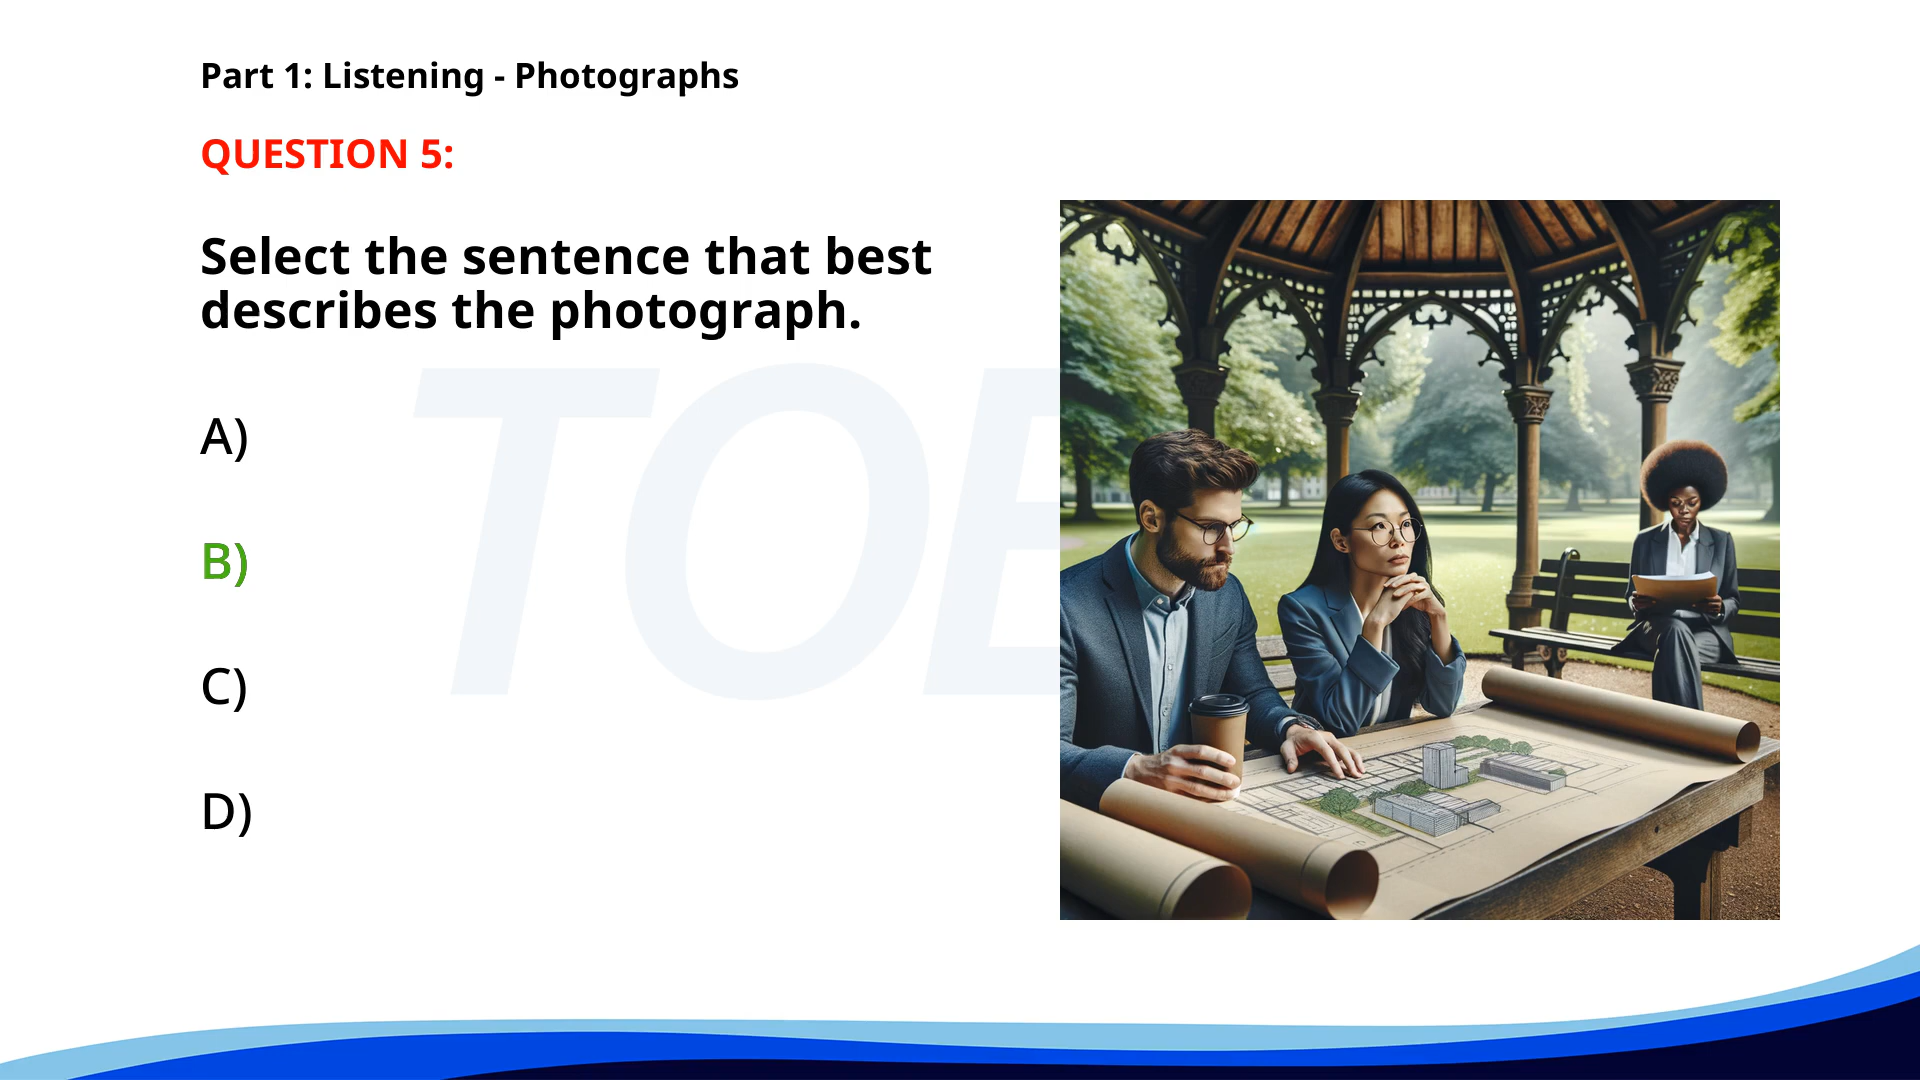 Part 1: Listening - Photographs
QUESTION 5:
Select the sentence that best
describes the photograph.
A)
B)
C)
D)